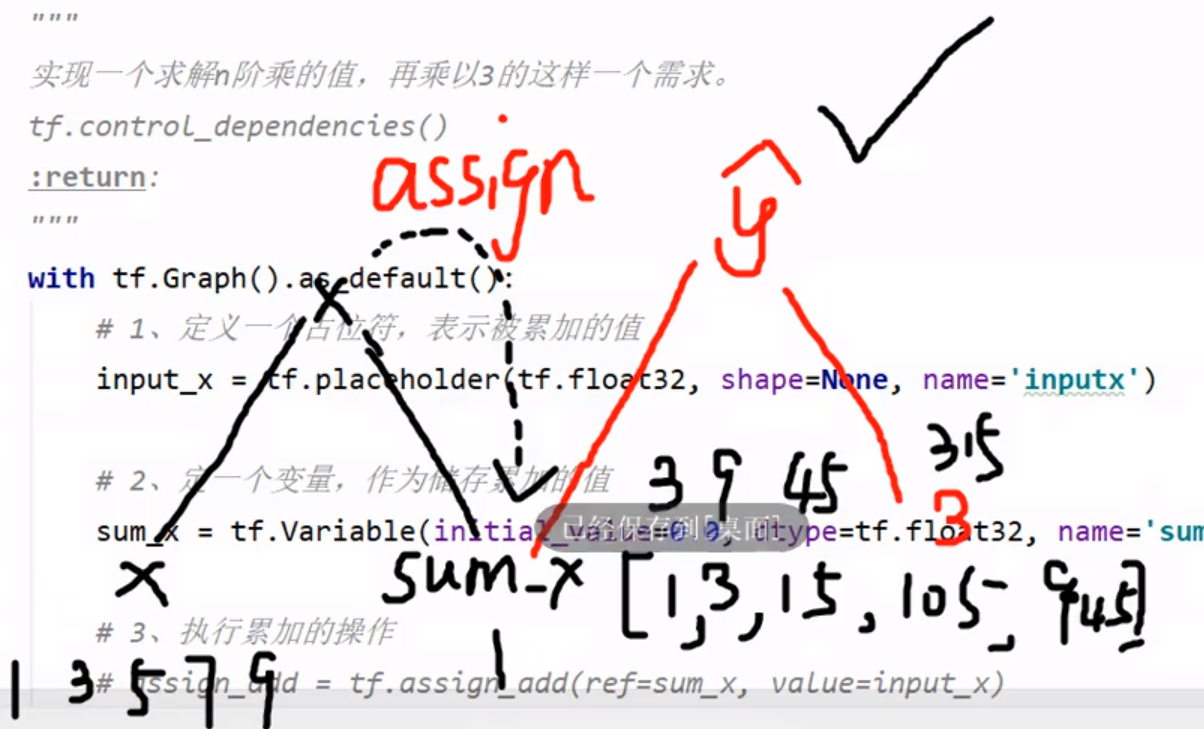 """
实现一个求解n阶乘的值，再乘以3的这样一个需求。
tf.control_dependencies()
:return:
"""
assign
ŷ
with tf.Graph().as_default():
×
# 1、定义一个占位符，表示被累加的值
input_x = tf.placeholder(tf.float32, shape=None, name='inputx')
# 2、定一个变量，作为储存累加的值
3 9 45 315
sum_x = tf.Variable(initial_value=0.0, dtype=tf.float32, name='sum
已经保存到[桌面]
3
x
sum_x
[1,3,15,105,945]
# 3、执行累加的操作
1
1 3 5 7 9
# assign_add = tf.assign_add(ref=sum_x, value=input_x)